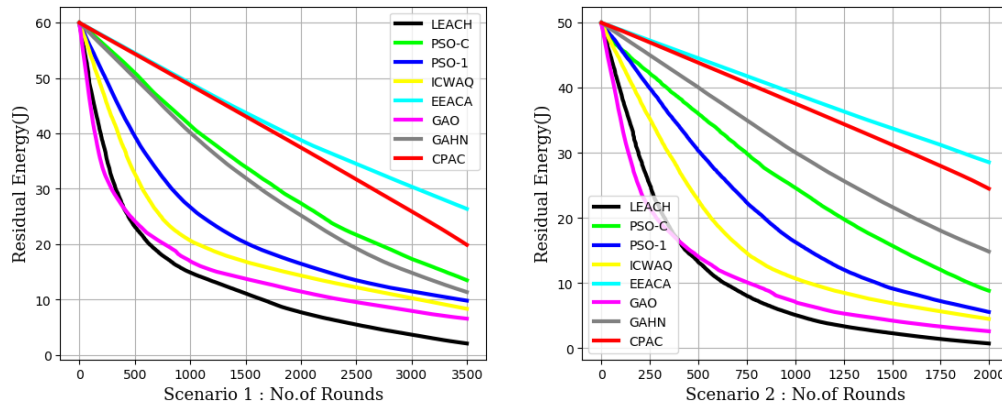 60
50
40
30
20
10
0
Residual Energy(J)
LEACH
PSO-C
PSO-1
ICWAQ
EEACA
GAO
GAHN
CPAC
0 500 1000 1500 2000 2500 3000 3500
Scenario 1 : No.of Rounds
50
40
30
20
10
0
Residual Energy(J)
LEACH
PSO-C
PSO-1
ICWAQ
EEACA
GAO
GAHN
CPAC
0 250 500 750 1000 1250 1500 1750 2000
Scenario 2 : No.of Rounds